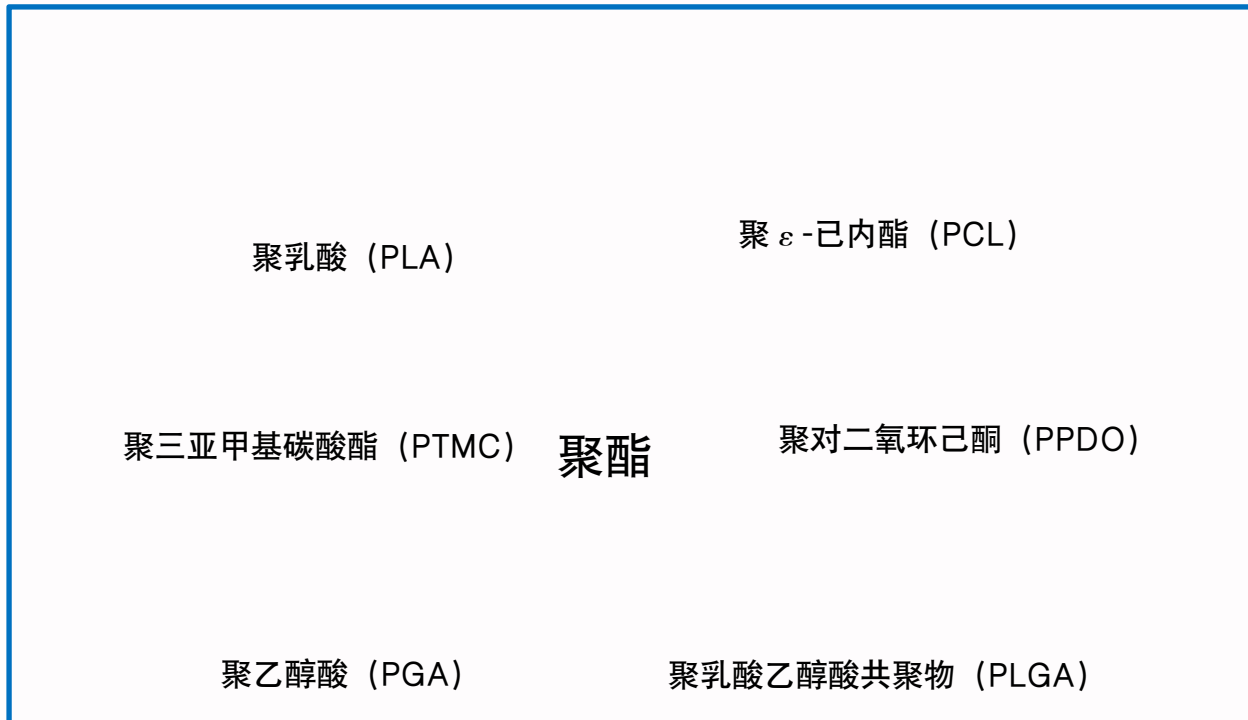 聚ε-已内酯（PCL）
聚乳酸（PLA）
聚三亚甲基碳酸酯（PTMC）
聚酯
聚对二氧环己酮（PPDO）
聚乙醇酸（PGA）
聚乳酸乙醇酸共聚物（PLGA）